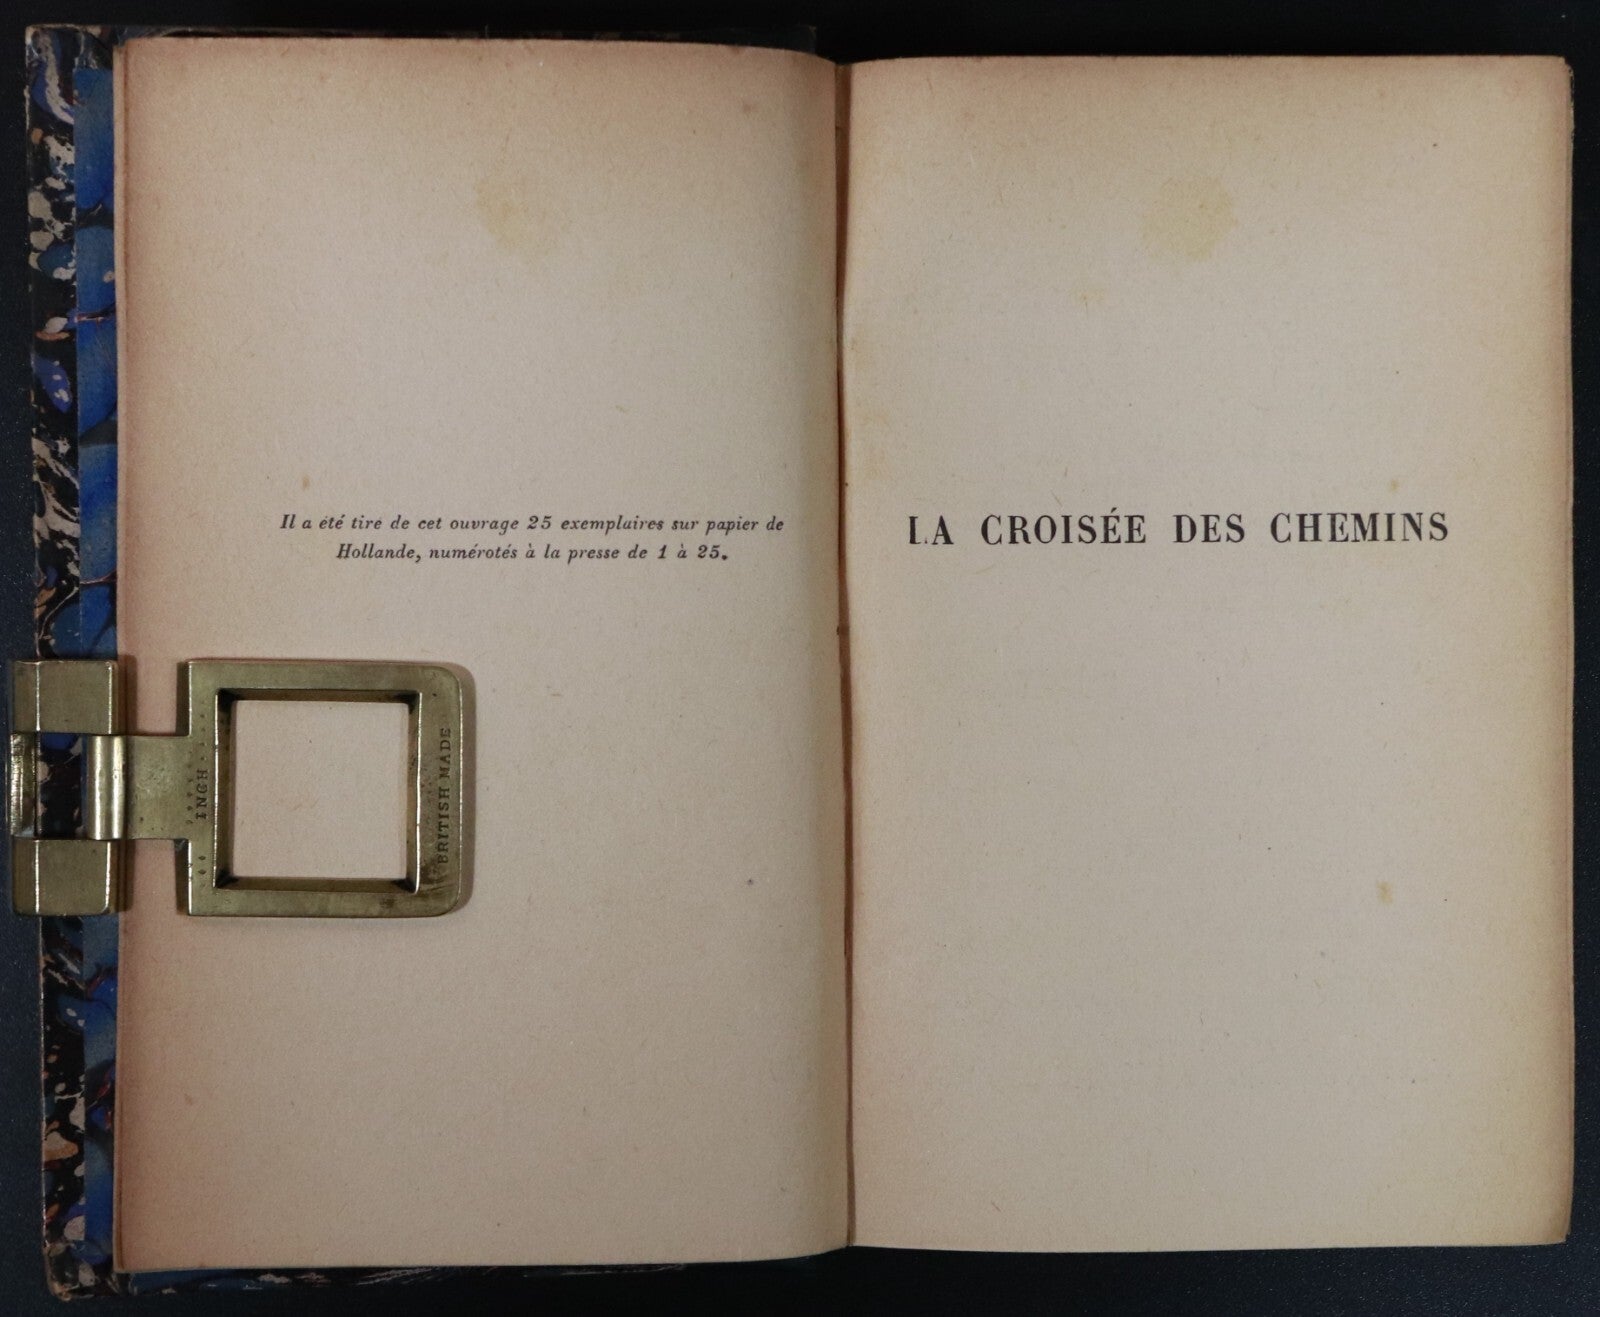 Il a été tiré de cet ouvrage 25 exemplaires sur papier de
Hollande, numérotés à la presse de 1 à 25.
LA CROISÉE DES CHEMINS
INCH
BRITISH MADE